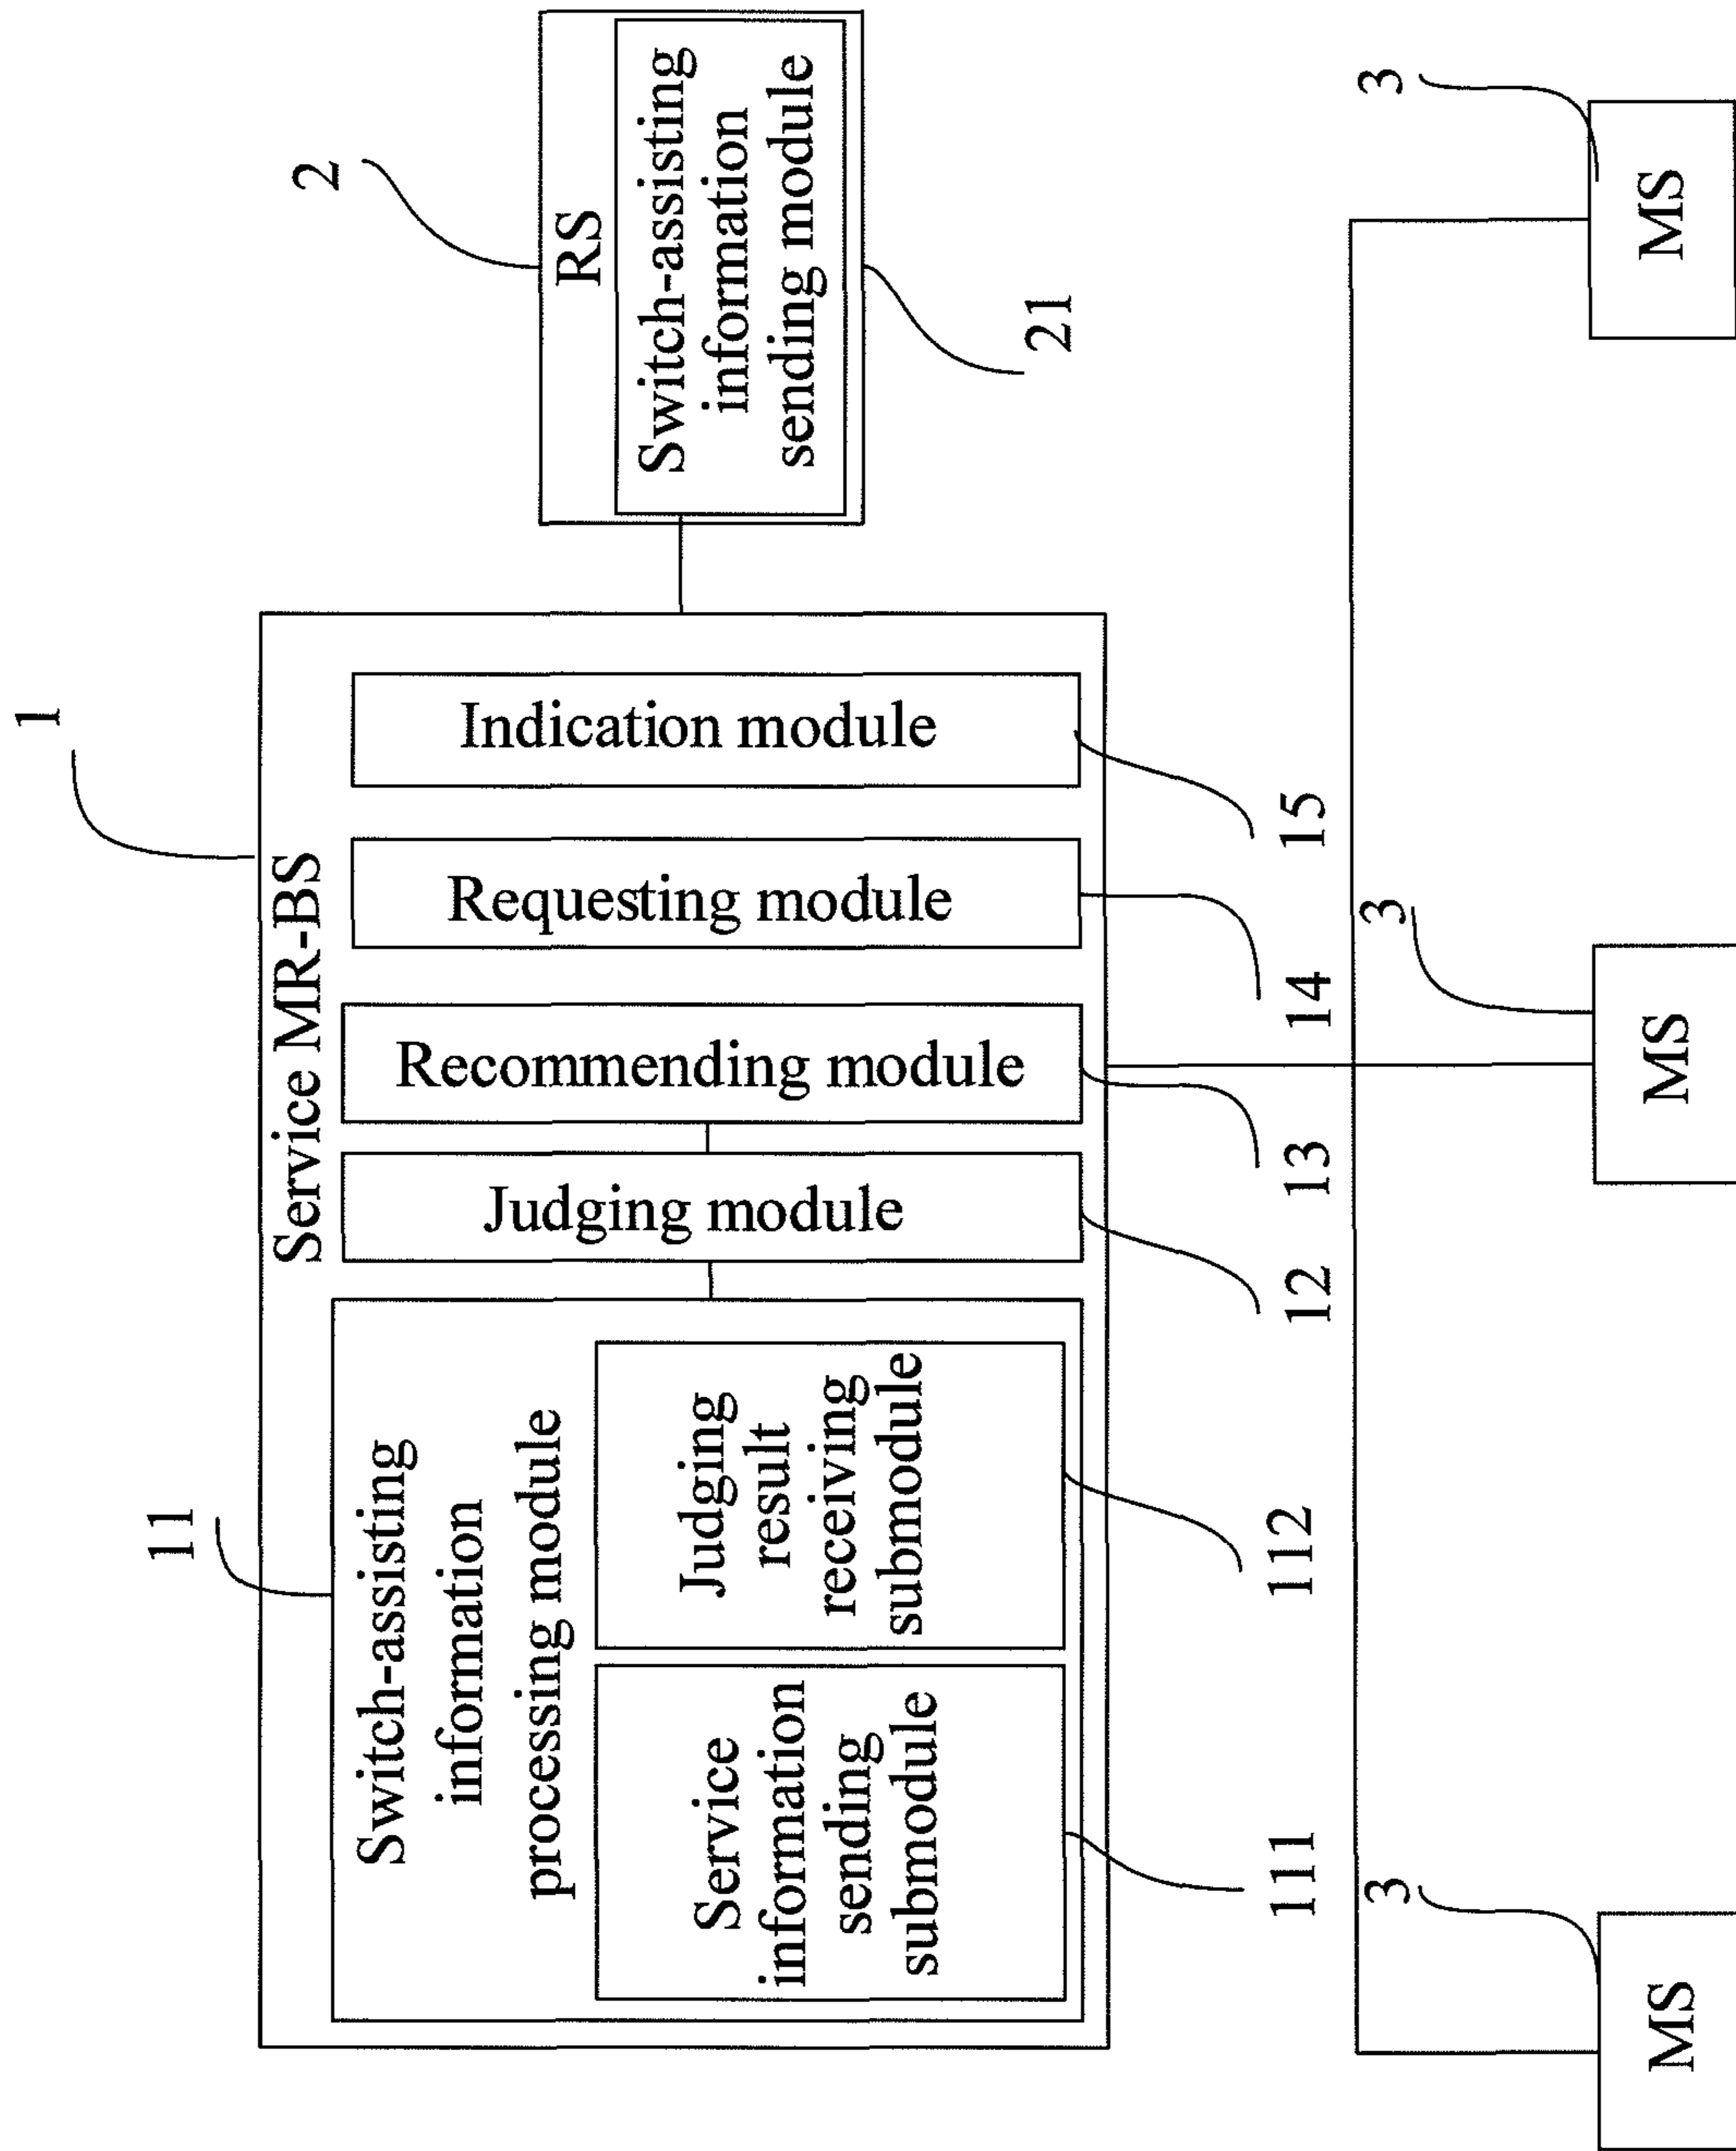 1
Service MR-BS
11
Switch-assisting
information
processing module
Service
information
sending
submodule
111
Judging
result
receiving
submodule
112
Judging module
12
Recommending module
13
Requesting module
14
Indication module
15
2
RS
Switch-assisting
information
sending module
21
3
MS
3
MS
3
MS